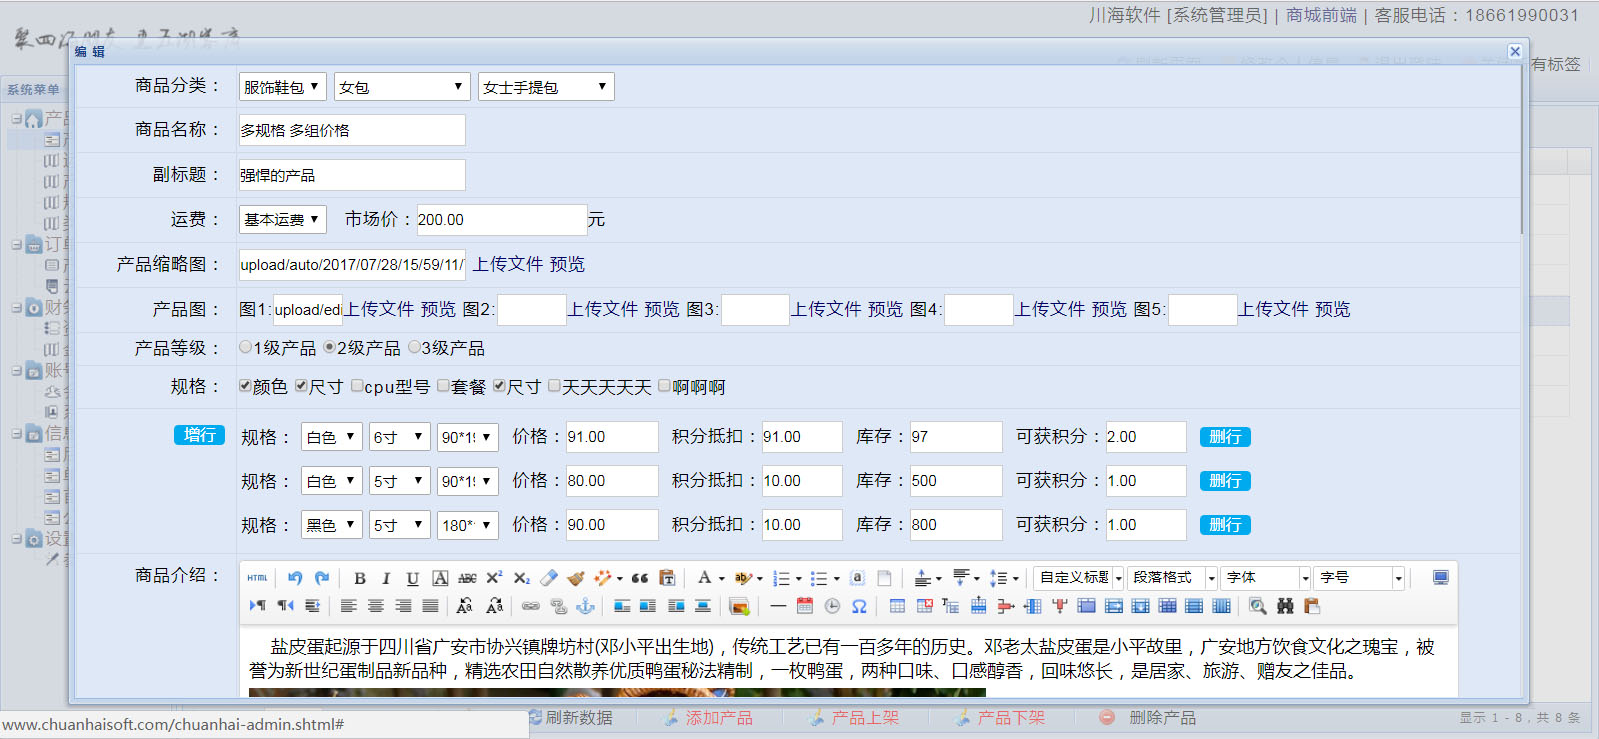 川海软件 [系统管理员] | 商城前端 | 客服电话：18661990031
编 辑
有标签
系统菜单
商品分类： 服饰鞋包 女包 女士手提包
商品名称： 多规格 多组价格
副标题： 强悍的产品
运费： 基本运费 市场价：200.00元
产品缩略图： upload/auto/2017/07/28/15/59/11/ 上传文件 预览
产品图： 图1:upload/edi上传文件 预览 图2: 上传文件 预览 图3: 上传文件 预览 图4: 上传文件 预览 图5: 上传文件 预览
产品等级： 1级产品 2级产品 3级产品
规格： 颜色 尺寸 cpu型号 套餐 尺寸 天天天天天 啊啊啊
增行 规格： 白色 6寸 90*1 价格：91.00 积分抵扣：91.00 库存：97 可获积分：2.00 删行
规格： 白色 5寸 90*1 价格：80.00 积分抵扣：10.00 库存：500 可获积分：1.00 删行
规格： 黑色 5寸 180* 价格：90.00 积分抵扣：10.00 库存：800 可获积分：1.00 删行
商品介绍： HTML B I U A ABC X² X₂ A ab 自定义标题 段落格式 字体 字号
盐皮蛋起源于四川省广安市协兴镇牌坊村(邓小平出生地)，传统工艺已有一百多年的历史。邓老太盐皮蛋是小平故里，广安地方饮食文化之瑰宝，被
誉为新世纪蛋制品新品种，精选农田自然散养优质鸭蛋秘法精制，一枚鸭蛋，两种口味、口感醇香，回味悠长，是居家、旅游、赠友之佳品。
www.chuanhaisoft.com/chuanhai-admin.shtml# 刷新数据 添加产品 产品上架 产品下架 删除产品 显示 1 - 8，共 8 条